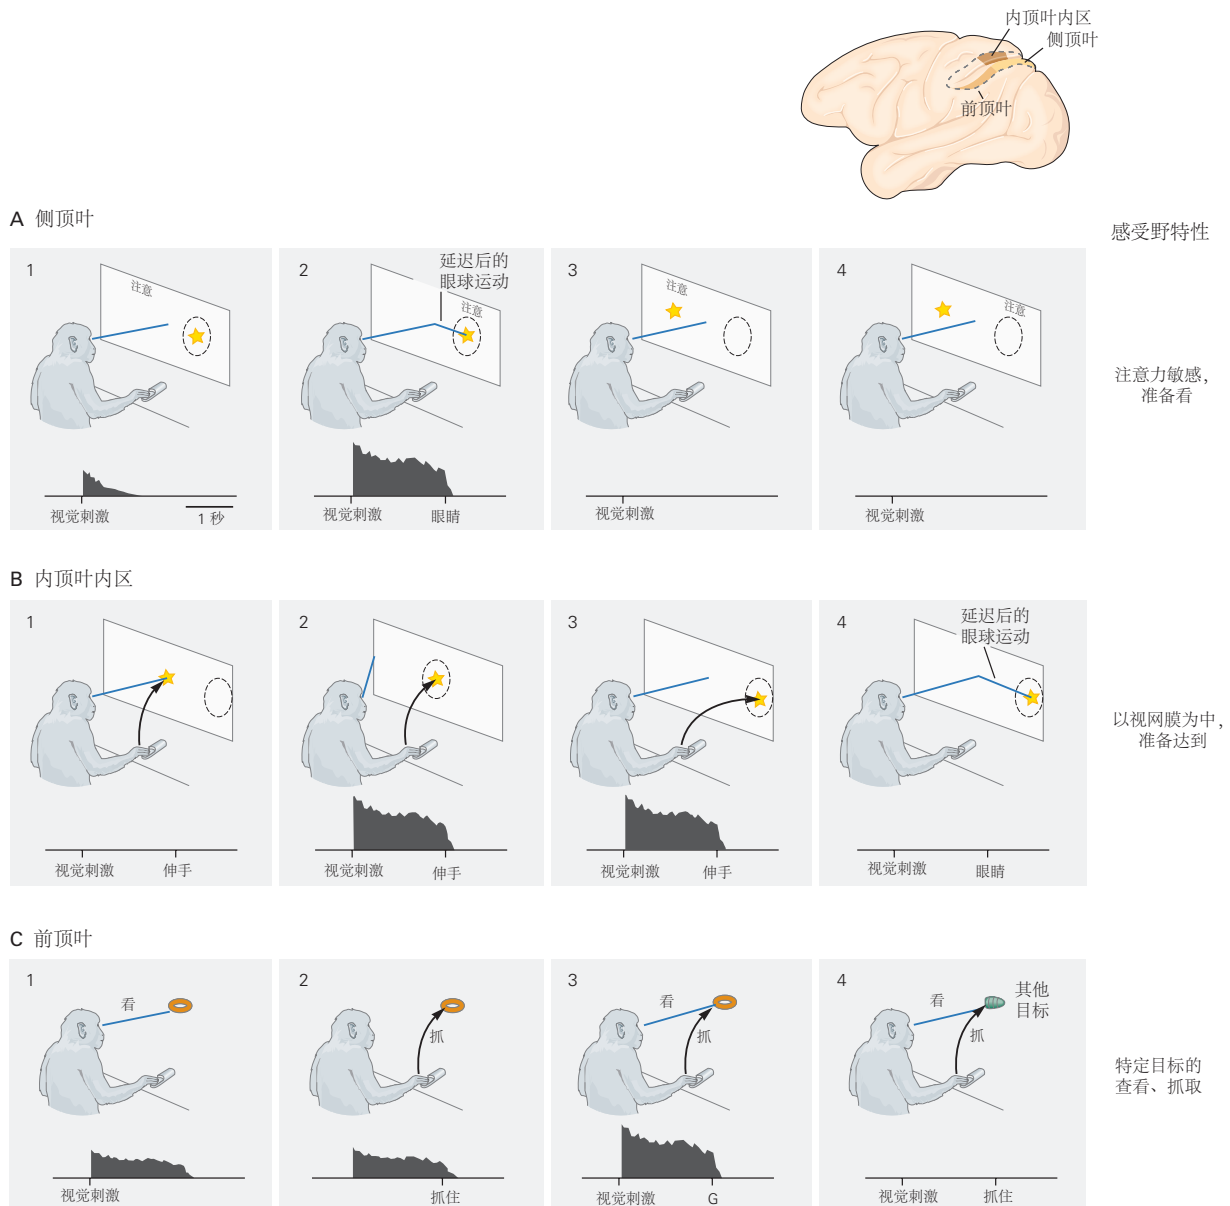 内顶叶内区
侧顶叶
前顶叶
A 侧顶叶
感受野特性
1
注意
视觉刺激
1 秒
2
延迟后的
眼球运动
注意
视觉刺激
眼睛
3
注意
视觉刺激
4
注意
视觉刺激
注意力敏感，
准备看
B 内顶叶内区
1
视觉刺激
伸手
2
视觉刺激
伸手
3
视觉刺激
伸手
4
延迟后的
眼球运动
视觉刺激
眼睛
以视网膜为中，
准备达到
C 前顶叶
1
看
视觉刺激
2
抓
抓住
3
看
抓
视觉刺激
G
4
看
抓
其他
目标
视觉刺激
抓住
特定目标的
查看、抓取